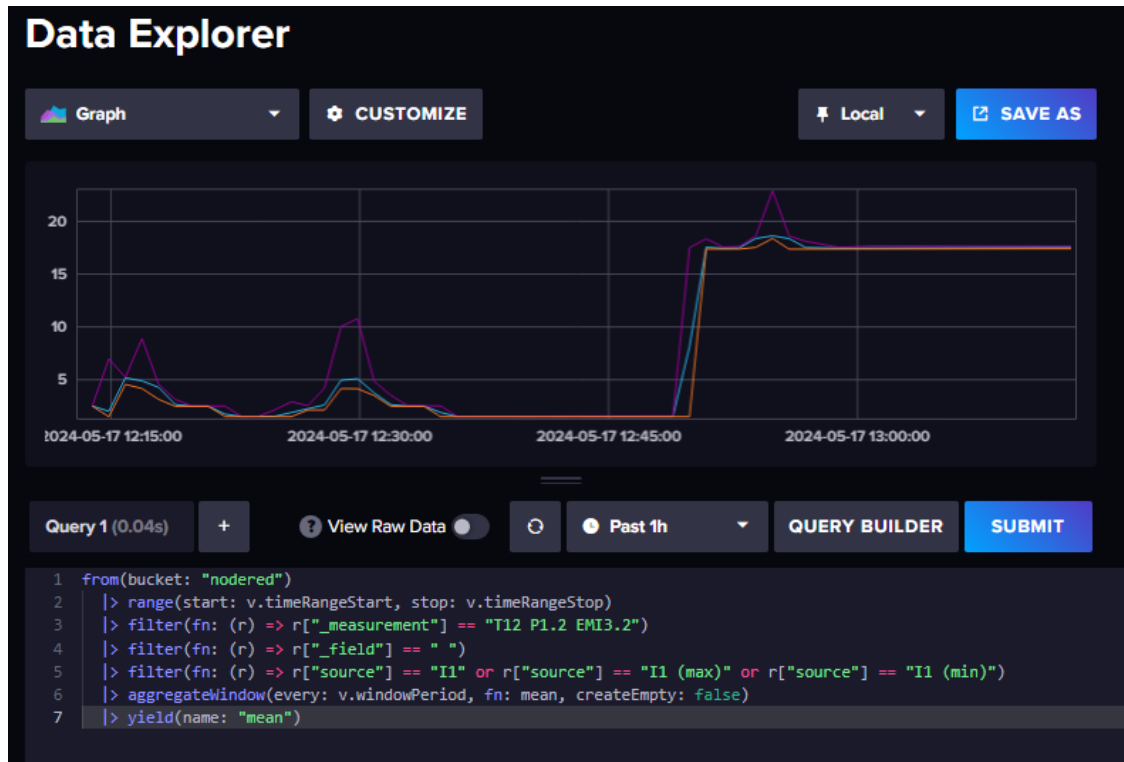 Data Explorer
Graph
CUSTOMIZE
Local
SAVE AS
20
15
10
5
2024-05-17 12:15:00
2024-05-17 12:30:00
2024-05-17 12:45:00
2024-05-17 13:00:00
Query 1 (0.04s)
+
? View Raw Data
Past 1h
QUERY BUILDER
SUBMIT
1 from(bucket: "nodered")
2 |> range(start: v.timeRangeStart, stop: v.timeRangeStop)
3 |> filter(fn: (r) => r["_measurement"] == "T12 P1.2 EMI3.2")
4 |> filter(fn: (r) => r["_field"] == " ")
5 |> filter(fn: (r) => r["source"] == "I1" or r["source"] == "I1 (max)" or r["source"] == "I1 (min)")
6 |> aggregateWindow(every: v.windowPeriod, fn: mean, createEmpty: false)
7 |> yield(name: "mean")